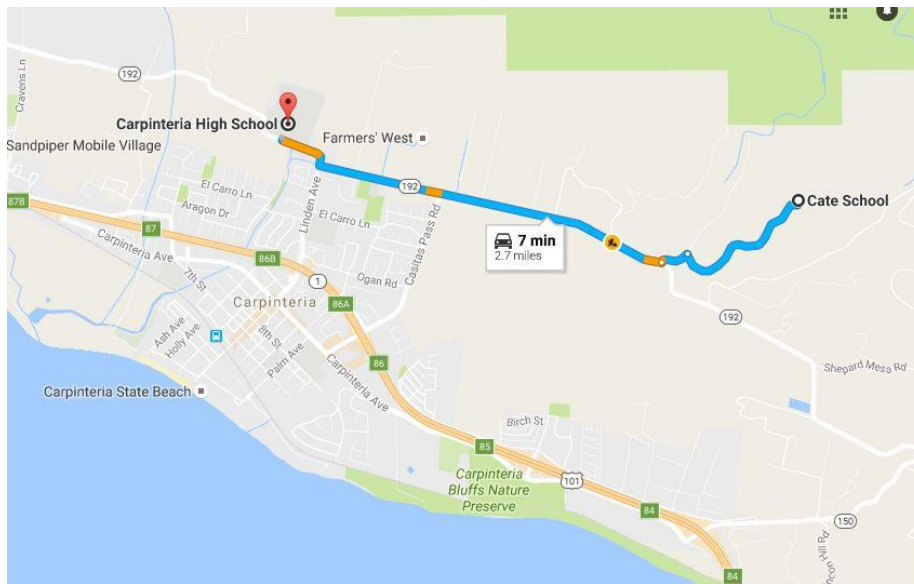 192
Cravens Ln
Carpinteria High School
Farmers' West
Sandpiper Mobile Village
El Carro Ln
192
Linden Ave
Cate School
87B
Aragon Dr
El Carro Ln
87
Casitas Pass Rd
7 min
2.7 miles
Carpinteria Ave
86B
7th St
1
Ogan Rd
Carpinteria
86A
192
Ash Ave
Holly Ave
8th St
Palm Ave
86
Shepard Mesa Rd
Carpinteria Ave
Carpinteria State Beach
Birch St
85
Carpinteria
Bluffs Nature
Preserve
101
84
150
84